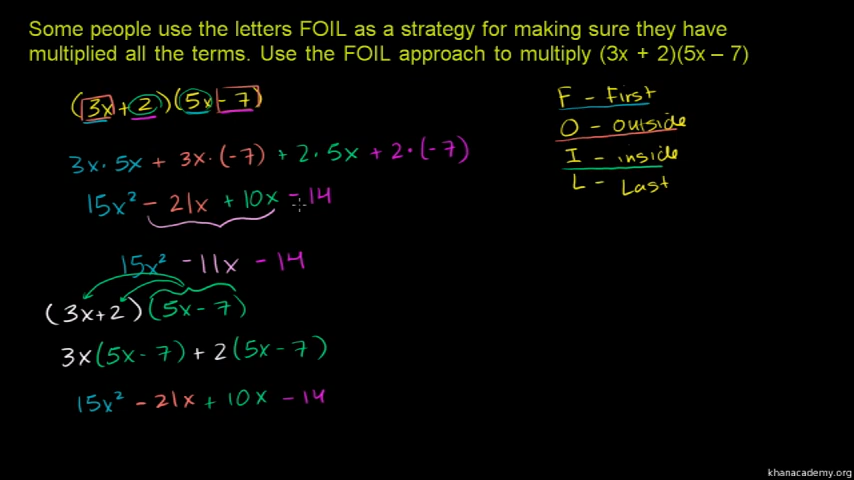 Some people use the letters FOIL as a strategy for making sure they have
multiplied all the terms. Use the FOIL approach to multiply (3x + 2)(5x – 7)
(3x+2)(5x-7)
3x·5x + 3x·(-7) + 2·5x + 2·(-7)
15x² - 21x + 10x - 14
15x² - 11x - 14
(3x+2)(5x-7)
3x(5x-7)+2(5x-7)
15x² - 21x + 10x - 14
F - First
O - outside
I - inside
L - Last
khanacademy.org